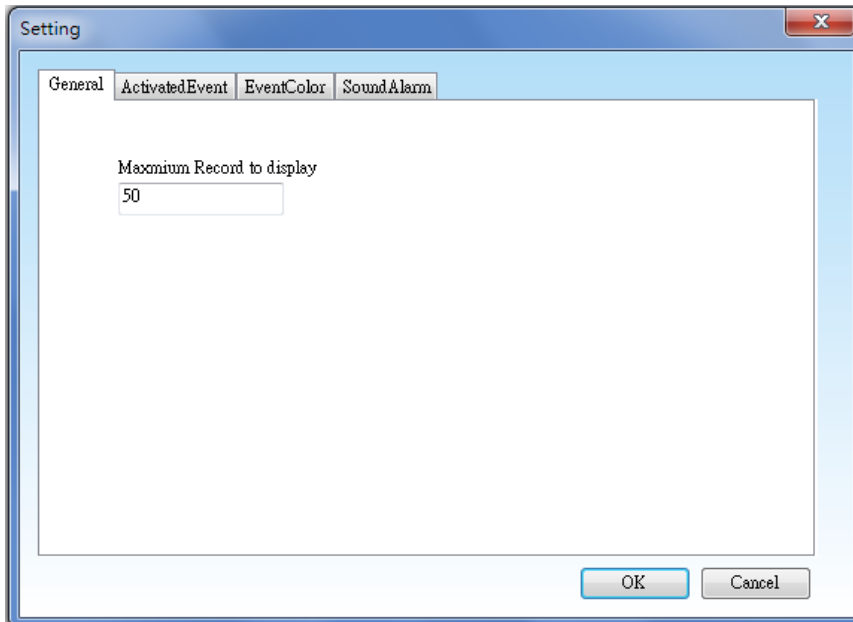 Setting
General ActivatedEvent EventColor SoundAlarm
Maxmium Record to display
50
OK Cancel